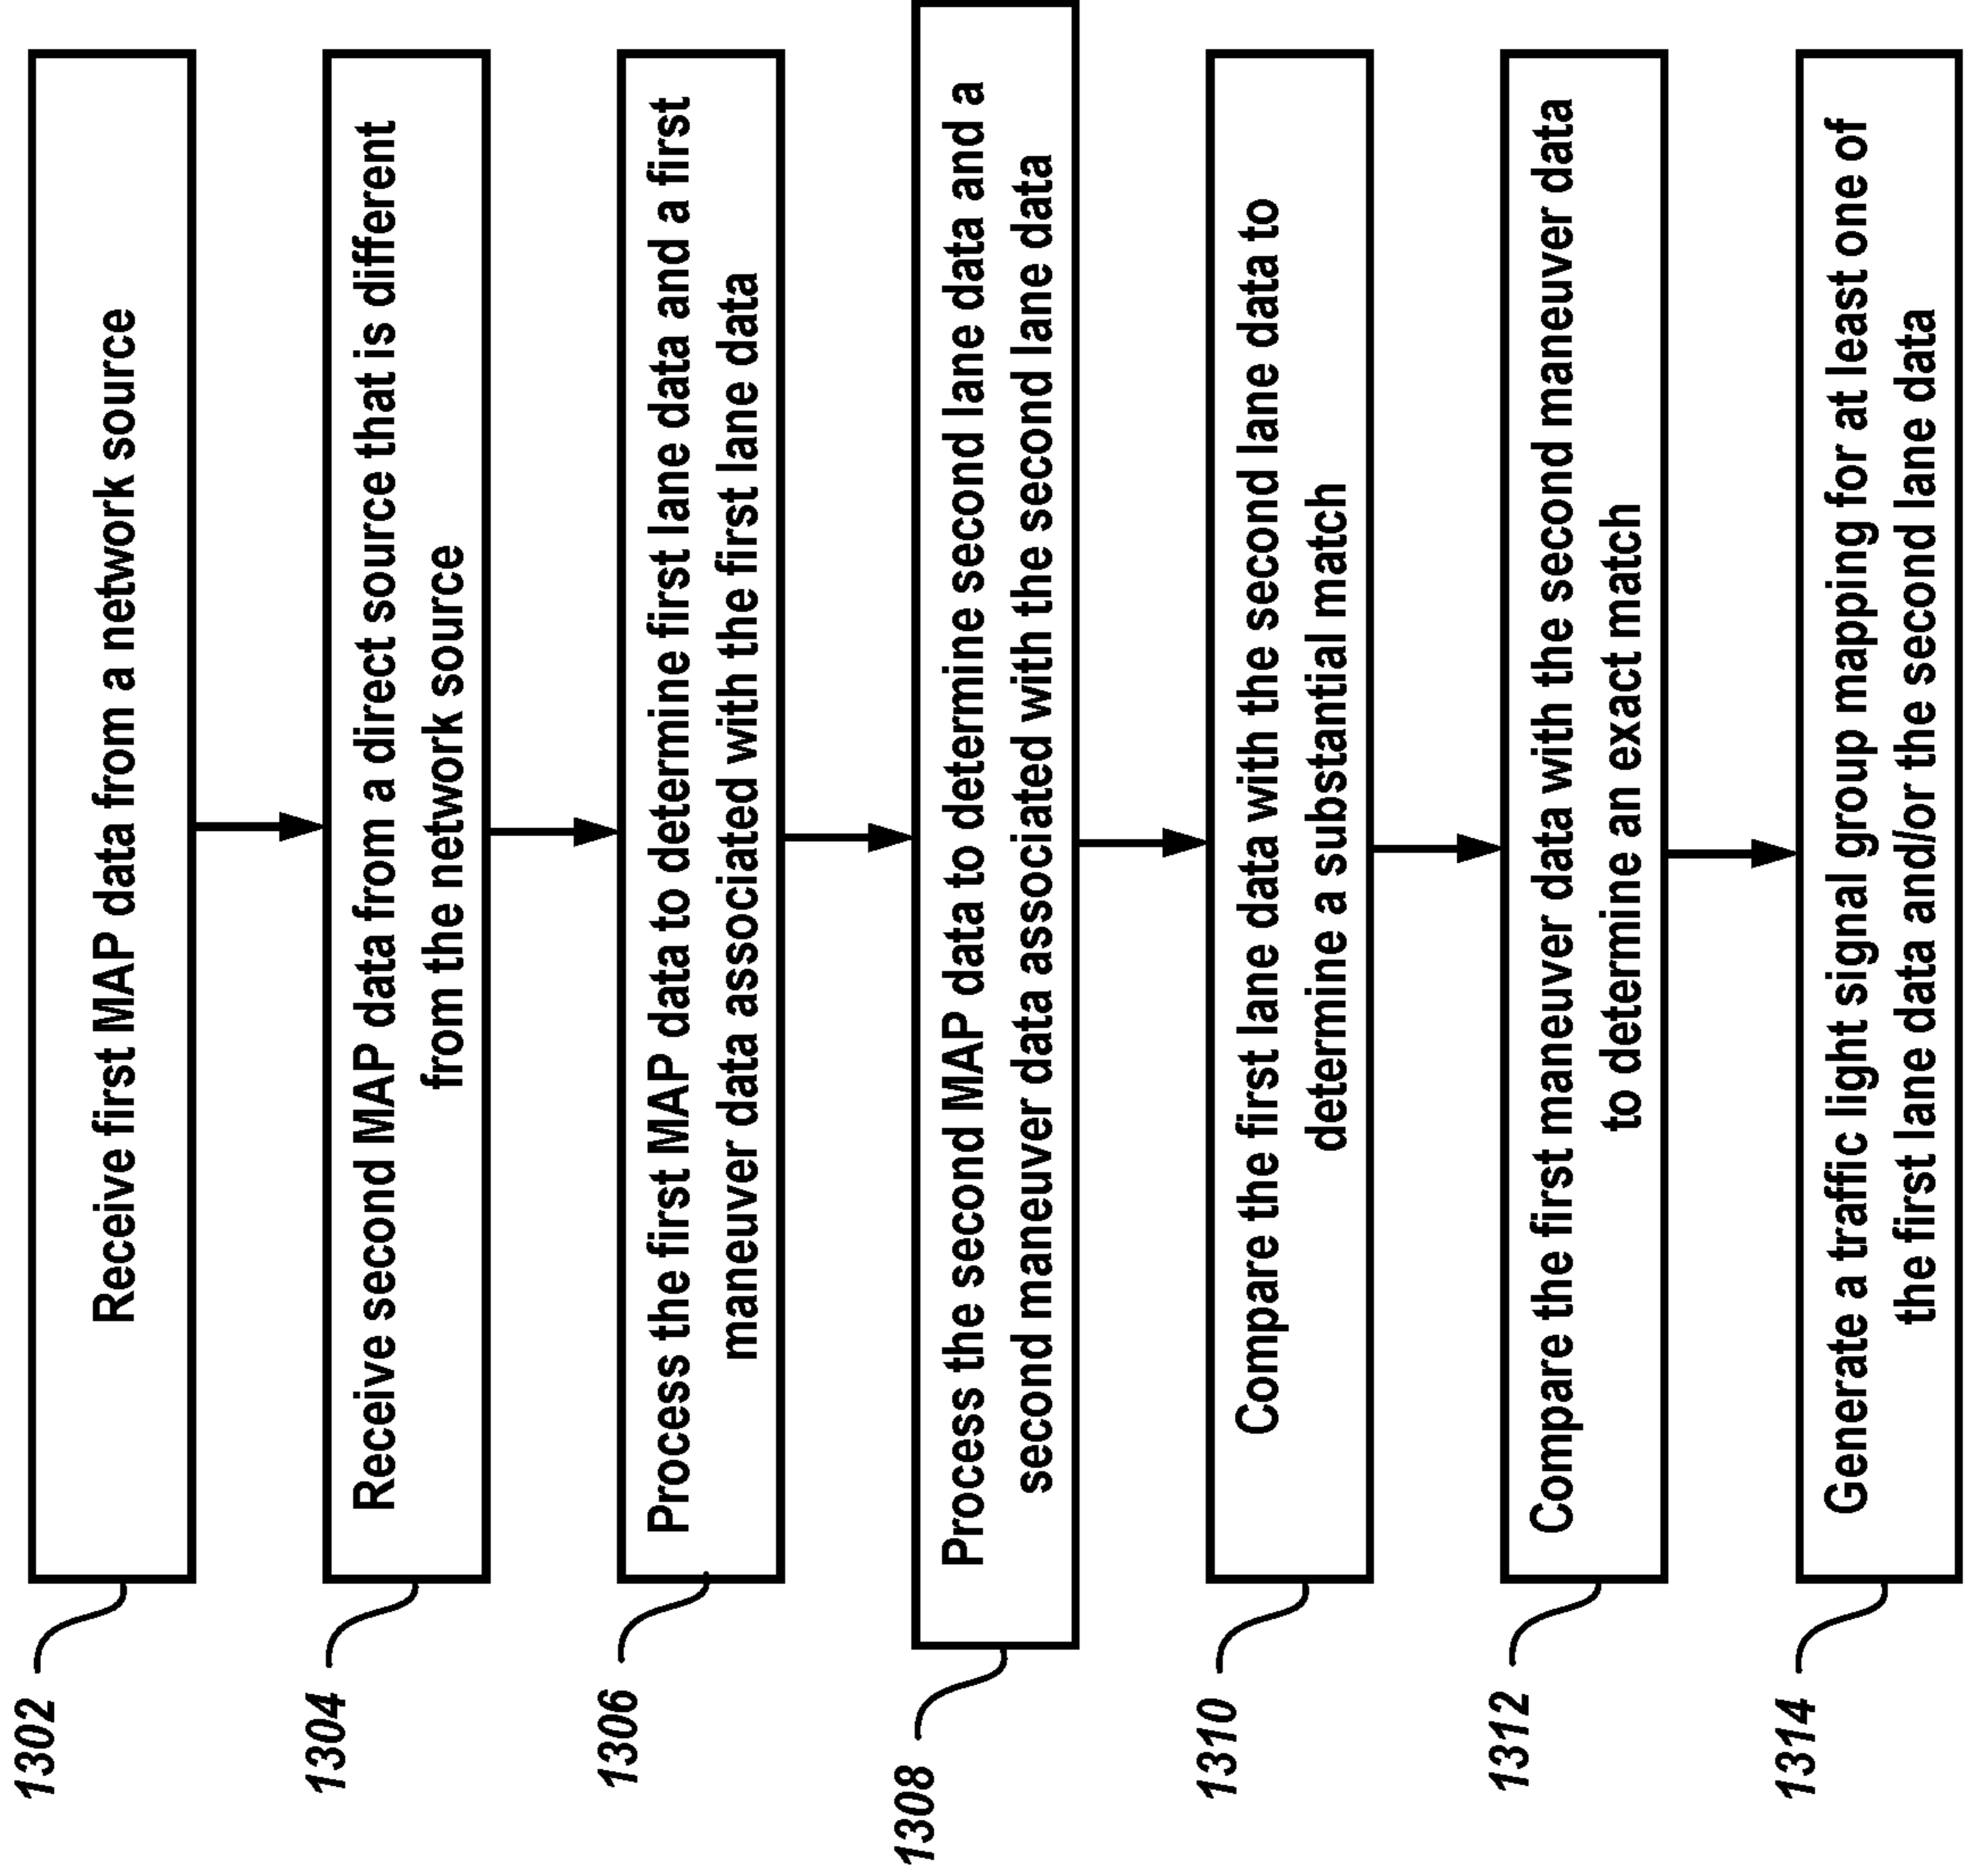 1302
Receive first MAP data from a network source
1304
Receive second MAP data from a direct source that is different
from the network source
1306
Process the first MAP data to determine first lane data and a first
maneuver data associated with the first lane data
1308
Process the second MAP data to determine second lane data and a
second maneuver data associated with the second lane data
1310
Compare the first lane data with the second lane data to
determine a substantial match
1312
Compare the first maneuver data with the second maneuver data
to determine an exact match
1314
Generate a traffic light signal group mapping for at least one of
the first lane data and/or the second lane data